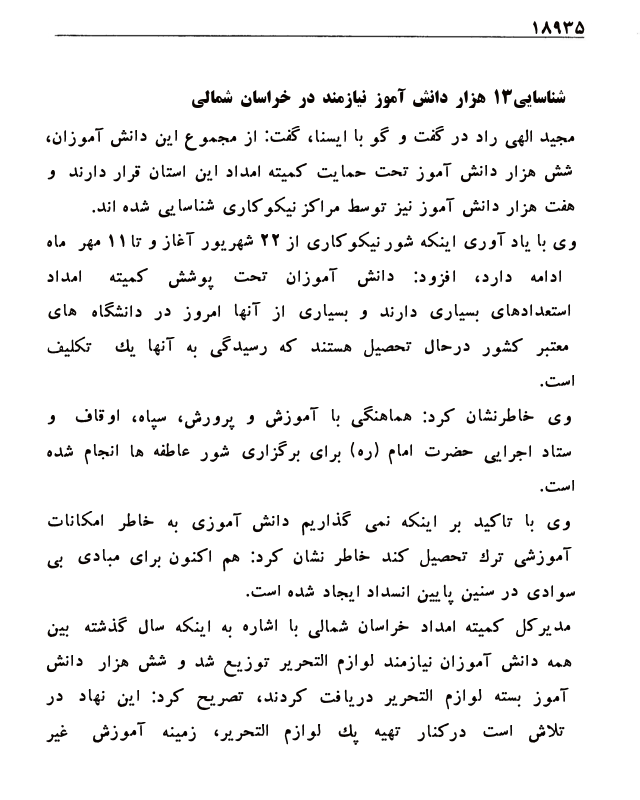 ۱۸۹۳۵
شناسایی۱۳ هزار دانش آموز نیازمند در خراسان شمالی
مجید الهی راد در گفت و گو با ایسنا، گفت: از مجموع این دانش آموزان،
شش هزار دانش آموز تحت حمایت کمیته امداد این استان قرار دارند و
هفت هزار دانش آموز نیز توسط مراکز نیکوکاری شناسایی شده اند.
وی با یاد آوری اینکه شور نیکوکاری از ۲۲ شهریور آغاز و تا ۱۱ مهر ماه
ادامه دارد، افزود: دانش آموزان تحت پوشش کمیته امداد
استعدادهای بسیاری دارند و بسیاری از آنها امروز در دانشگاه های
معتبر کشور درحال تحصیل هستند که رسیدگی به آنها یك تکلیف
است.
وی خاطرنشان کرد: هماهنگی با آموزش و پرورش، سپاه، اوقاف و
ستاد اجرایی حضرت امام (ره) برای برگزاری شور عاطفه ها انجام شده
است.
وی با تاکید بر اینکه نمی گذاریم دانش آموزی به خاطر امکانات
آموزشی ترك تحصیل کند خاطر نشان کرد: هم اکنون برای مبادی بی
سوادی در سنین پایین انسداد ایجاد شده است.
مدیرکل کمیته امداد خراسان شمالی با اشاره به اینکه سال گذشته بین
همه دانش آموزان نیازمند لوازم التحریر توزیع شد و شش هزار دانش
آموز بسته لوازم التحریر دریافت کردند، تصریح کرد: این نهاد در
تلاش است درکنار تهیه پك لوازم التحریر، زمینه آموزش غیر